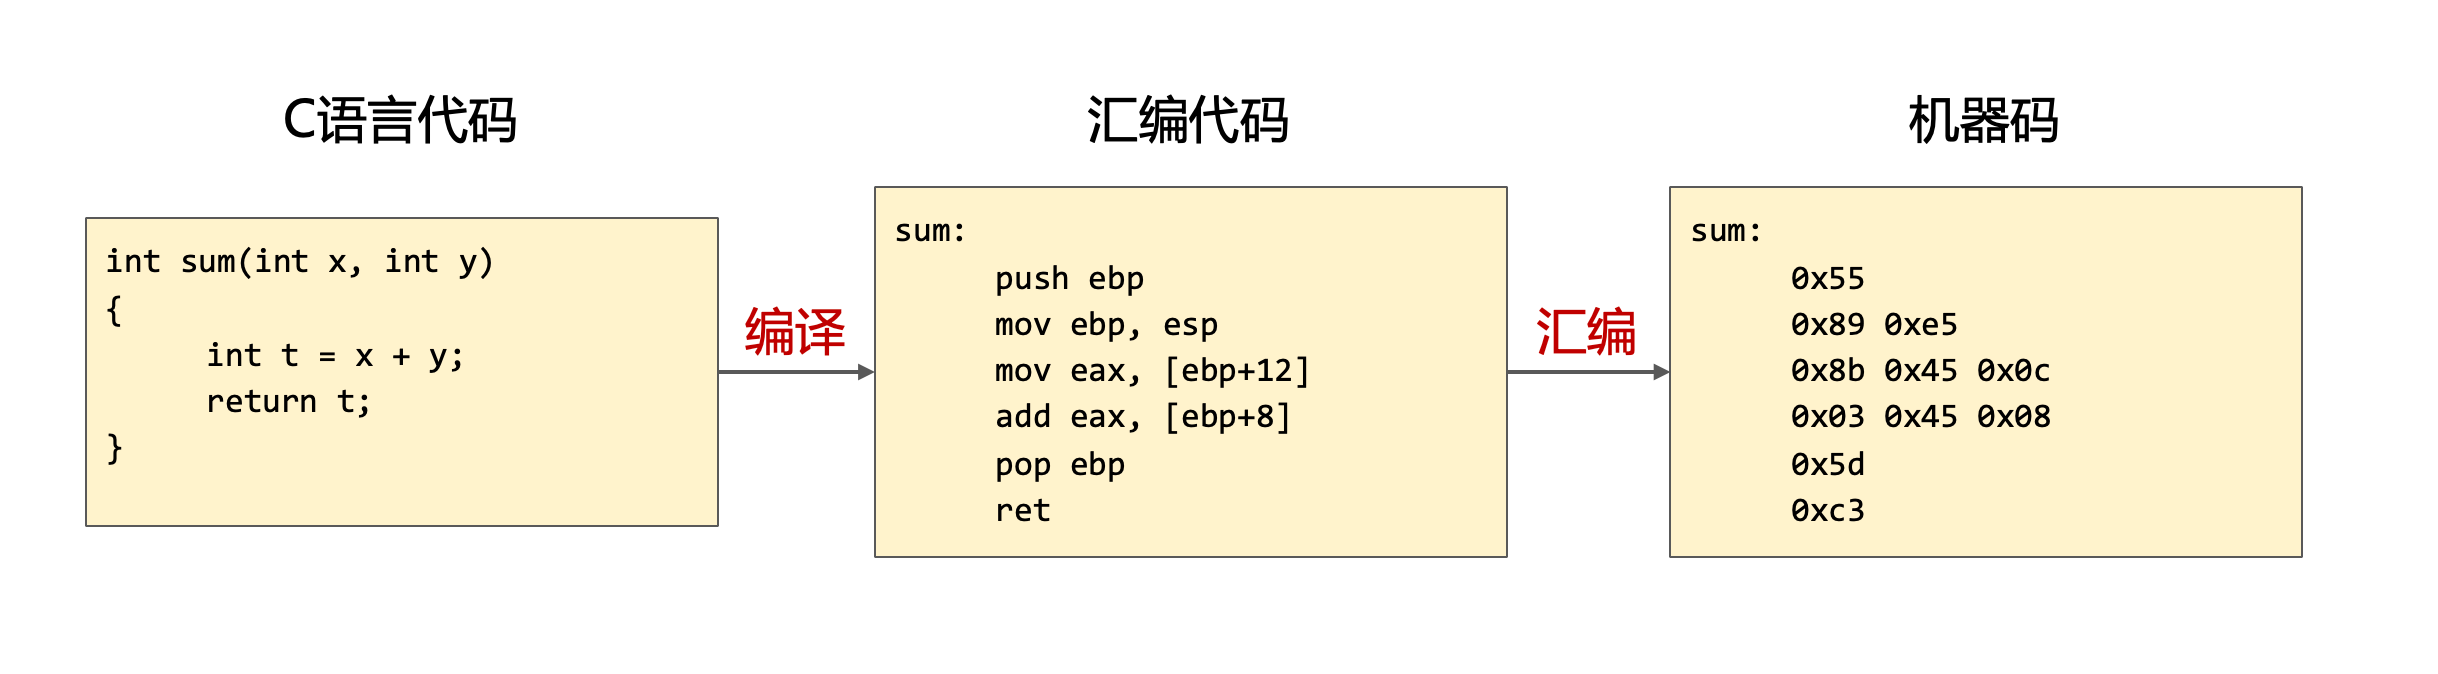 C语言代码
int sum(int x, int y)
{
int t = x + y;
return t;
}
编译
汇编代码
sum:
push ebp
mov ebp, esp
mov eax, [ebp+12]
add eax, [ebp+8]
pop ebp
ret
汇编
机器码
sum:
0x55
0x89 0xe5
0x8b 0x45 0x0c
0x03 0x45 0x08
0x5d
0xc3